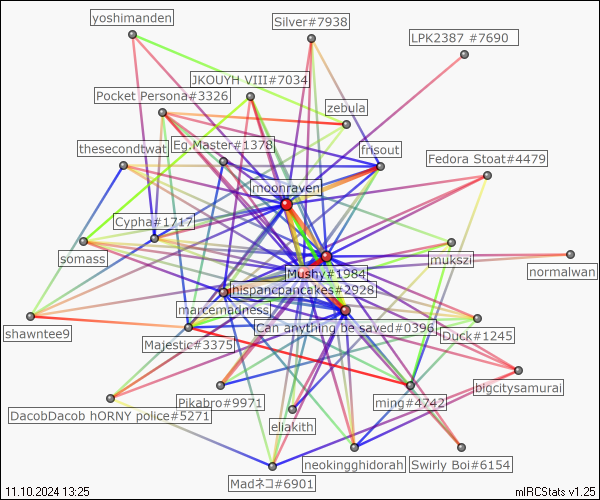 yoshimanden
Silver#7938
LPK2387 #7690
JKOUYH VIII#7034
Pocket Persona#3326
zebula
Eg.Master#1378
thesecondtwat
frisout
Fedora Stoat#4479
moonraven
Cypha#1717
somass
mukszi
Mushy#1984
normalwan
hispancpancakes#2928
marcemadness
Can anything be saved#0396
shawntee9
Duck#1245
Majestic#3375
bigcitysamurai
Pikabro#9971
ming#4742
DacobDacob hORNY police#5271
eliakith
neokingghidorah
Swirly Boi#6154
Madネコ#6901
11.10.2024 13:25
mIRCStats v1.25